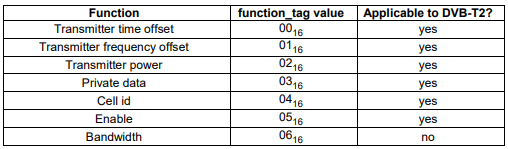 Function function_tag value Applicable to DVB-T2?
Transmitter time offset 00₁₆ yes
Transmitter frequency offset 01₁₆ yes
Transmitter power 02₁₆ yes
Private data 03₁₆ yes
Cell id 04₁₆ yes
Enable 05₁₆ yes
Bandwidth 06₁₆ no